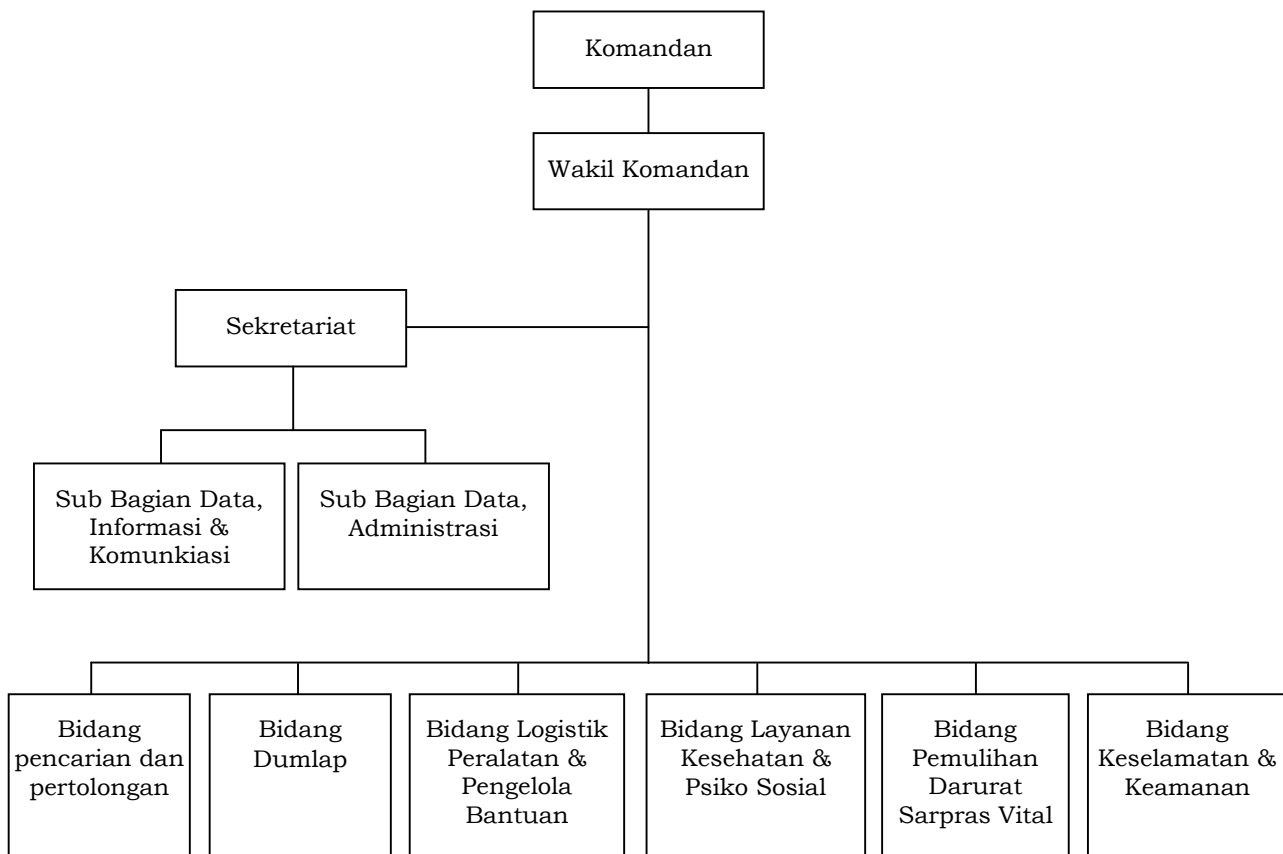 Komandan
Wakil Komandan
Sekretariat
Sub Bagian Data,
Informasi &
Komunkiasi
Sub Bagian Data,
Administrasi
Bidang
pencarian dan
pertolongan
Bidang
Dumlap
Bidang Logistik
Peralatan &
Pengelola
Bantuan
Bidang Layanan
Kesehatan &
Psiko Sosial
Bidang
Pemulihan
Darurat
Sarpras Vital
Bidang
Keselamatan &
Keamanan